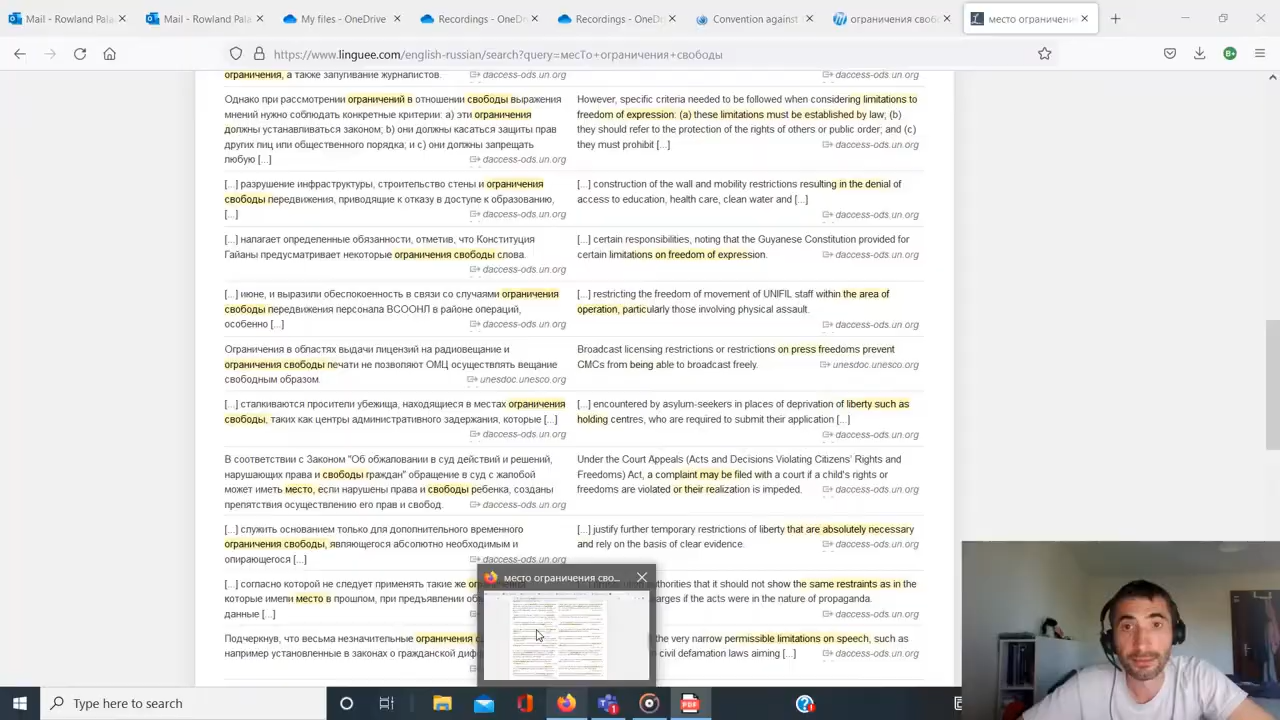 Mail - Rowland Pala
Mail - Rowland Pala
My files - OneDrive
Recordings - OneDri
Recordings - OneDri
Convention against
ограничения свобо
место ограничени
https://www.linguee.com/english-russian/search?query=месТо+ограничения+свободы
ограничения, а также запугивание журналистов.
daccess-ods.un.org
daccess-ods.un.org
Однако при рассмотрении ограничений в отношении свободы выражения
мнений нужно соблюдать конкретные критерии: a) эти ограничения
должны устанавливаться законом; b) они должны касаться защиты прав
других лиц или общественного порядка; и c) они должны запрещать
любую [...]
daccess-ods.un.org
However, specific criteria needed to be followed when considering limitations to
freedom of expression: (a) these limitations must be established by law; (b)
they should refer to the protection of the rights of others or public order; and (c)
they must prohibit [...]
daccess-ods.un.org
[...] разрушение инфраструктуры, строительство стены и ограничения
свободы передвижения, приводящие к отказу в доступе к образованию,
[...]
daccess-ods.un.org
[...] construction of the wall and mobility restrictions resulting in the denial of
access to education, health care, clean water and [...]
daccess-ods.un.org
[...] налагает определенные обязанности, отметив, что Конституция
Гайаны предусматривает некоторые ограничения свободы слова.
daccess-ods.un.org
[...] certain responsibilities, noting that the Guyanese Constitution provided for
certain limitations on freedom of expression.
daccess-ods.un.org
[...] июне, и выразили обеспокоенность в связи со случаями ограничения
свободы передвижения персонала ВСООНЛ в районе операций,
особенно [...]
daccess-ods.un.org
[...] restricting the freedom of movement of UNIFIL staff within the area of
operation, particularly those involving physical assault.
daccess-ods.un.org
Ограничения в областях выдачи лицензий на радиовещание и
ограничения свободы печати не позволяют ОМЦ осуществлять вещание
свободным образом.
unesdoc.unesco.org
Broadcast licensing restrictions or restrictions on press freedoms prevent
CMCs from being able to broadcast freely.
unesdoc.unesco.org
[...] сталкиваются просители убежища, находящиеся в местах ограничения
свободы, таких как центры административного задержания, которые [...]
daccess-ods.un.org
[...] encountered by asylum-seekers in places of deprivation of liberty such as
holding centres, who are required to submit their application [...]
daccess-ods.un.org
В соответствии с Законом "Об обжаловании в суд действий и решений,
нарушающих права и свободы граждан" обращение в суд с жалобой
может иметь место, если нарушены права и свободы ребенка, созданы
препятствия осуществлению его прав и свобод.
daccess-ods.un.org
Under the Court Appeals (Acts and Decisions Violating Citizens' Rights and
Freedoms) Act, a complaint may be filed with a court if a child's rights or
freedoms are violated or their realization is impeded.
daccess-ods.un.org
[...] служить основанием только для дополнительного временного
ограничения свободы, являющегося абсолютно необходимым и
опирающегося [...]
daccess-ods.un.org
[...] justify further temporary restrictions of liberty that are absolutely necessary
and rely on the basis of clear evidence.
daccess-ods.un.org
[...] согласно которой не следует применять такие же
которые имели место в прошлом, при предъявлении
authorities that it should not show the same restraints as in the
if the acts were in the nature of propaganda.
daccess-ods.un.org
незначительные ограничения
в законах о гражданской
the very narrow permissible limitations on speech, such as
daccess-ods.un.org
место ограничения сво...
Type here to search
PDF